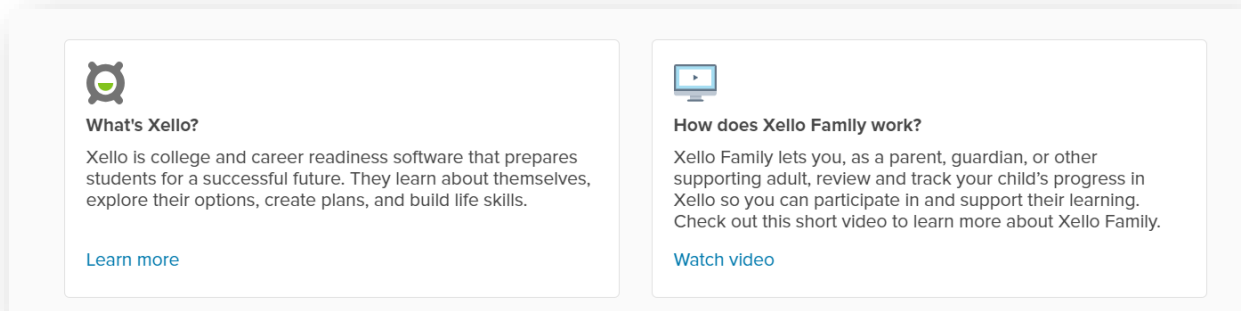 What's Xello?
Xello is college and career readiness software that prepares
students for a successful future. They learn about themselves,
explore their options, create plans, and build life skills.
Learn more
How does Xello Family work?
Xello Family lets you, as a parent, guardian, or other
supporting adult, review and track your child’s progress in
Xello so you can participate in and support their learning.
Check out this short video to learn more about Xello Family.
Watch video